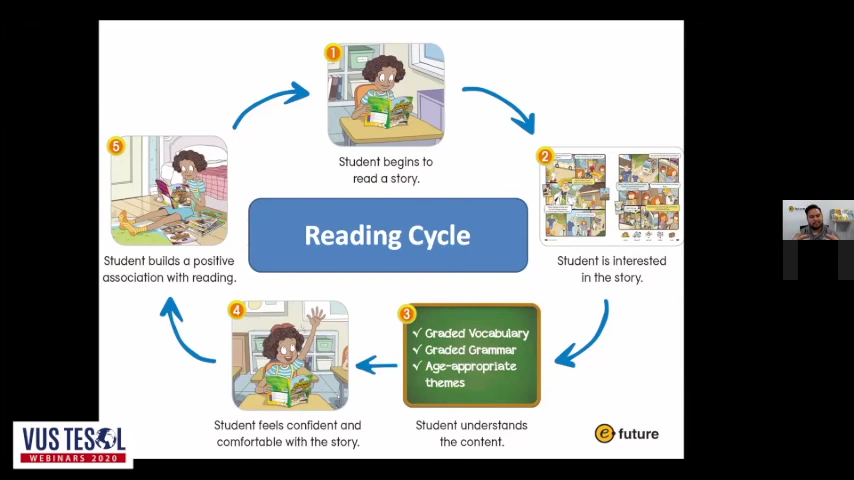 1
Student begins to
read a story.
2
Student is interested
in the story.
3
✓ Graded Vocabulary
✓ Graded Grammar
✓ Age-appropriate
themes
Student understands
the content.
4
Student feels confident and
comfortable with the story.
5
Student builds a positive
association with reading.
Reading Cycle
e future
VUS TESOL
WEBINARS 2020